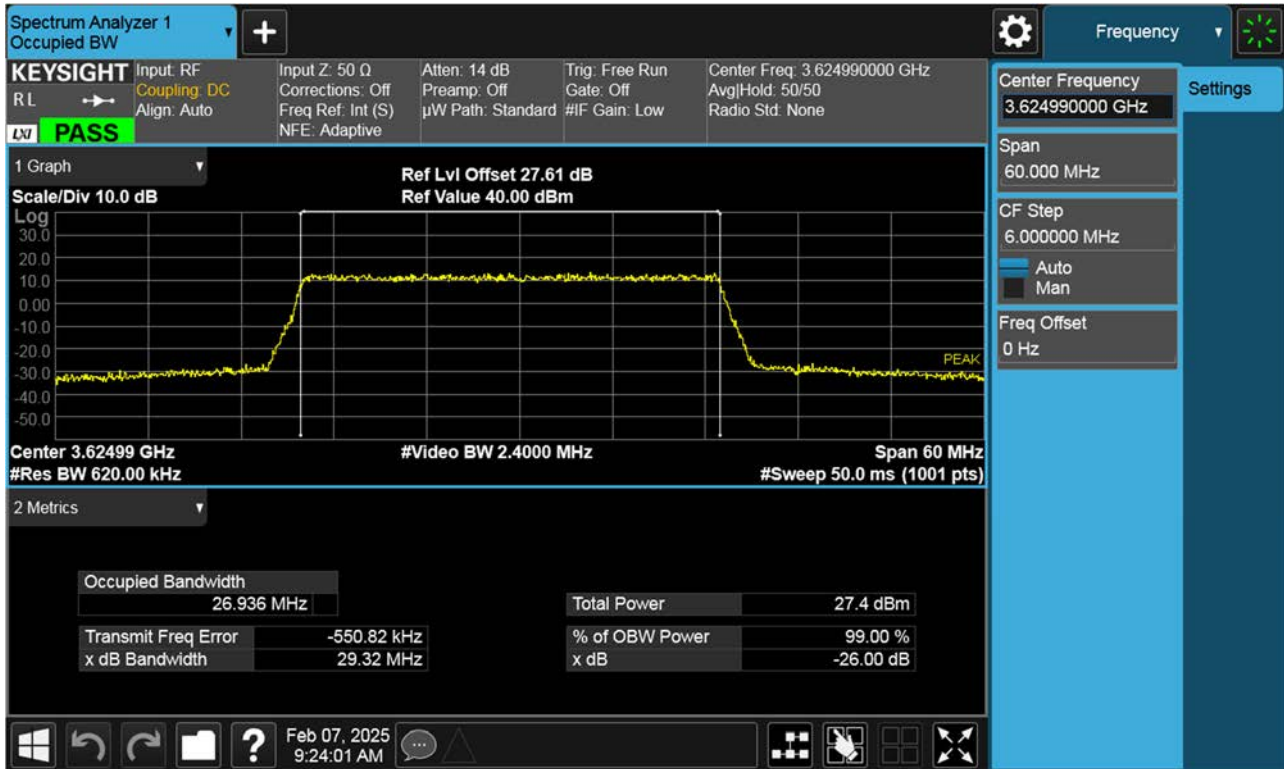 Spectrum Analyzer 1
Occupied BW
+
Frequency
KEYSIGHT
RL
LXI
PASS
Input: RF
Coupling: DC
Align: Auto
Input Z: 50 Ω
Corrections: Off
Freq Ref: Int (S)
NFE: Adaptive
Atten: 14 dB
Preamp: Off
µW Path: Standard
Trig: Free Run
Gate: Off
#IF Gain: Low
Center Freq: 3.624990000 GHz
Avg|Hold: 50/50
Radio Std: None
Center Frequency
3.624990000 GHz
Settings
Span
60.000 MHz
CF Step
6.000000 MHz
Auto
Man
Freq Offset
0 Hz
1 Graph
Scale/Div 10.0 dB
Ref Lvl Offset 27.61 dB
Ref Value 40.00 dBm
Log
30.0
20.0
10.0
0.00
-10.0
-20.0
-30.0
-40.0
-50.0
PEAK
Center 3.62499 GHz
#Video BW 2.4000 MHz
Span 60 MHz
#Res BW 620.00 kHz
#Sweep 50.0 ms (1001 pts)
2 Metrics
Occupied Bandwidth
26.936 MHz
Total Power 27.4 dBm
Transmit Freq Error -550.82 kHz
% of OBW Power 99.00 %
x dB Bandwidth 29.32 MHz
x dB -26.00 dB
?
Feb 07, 2025
9:24:01 AM